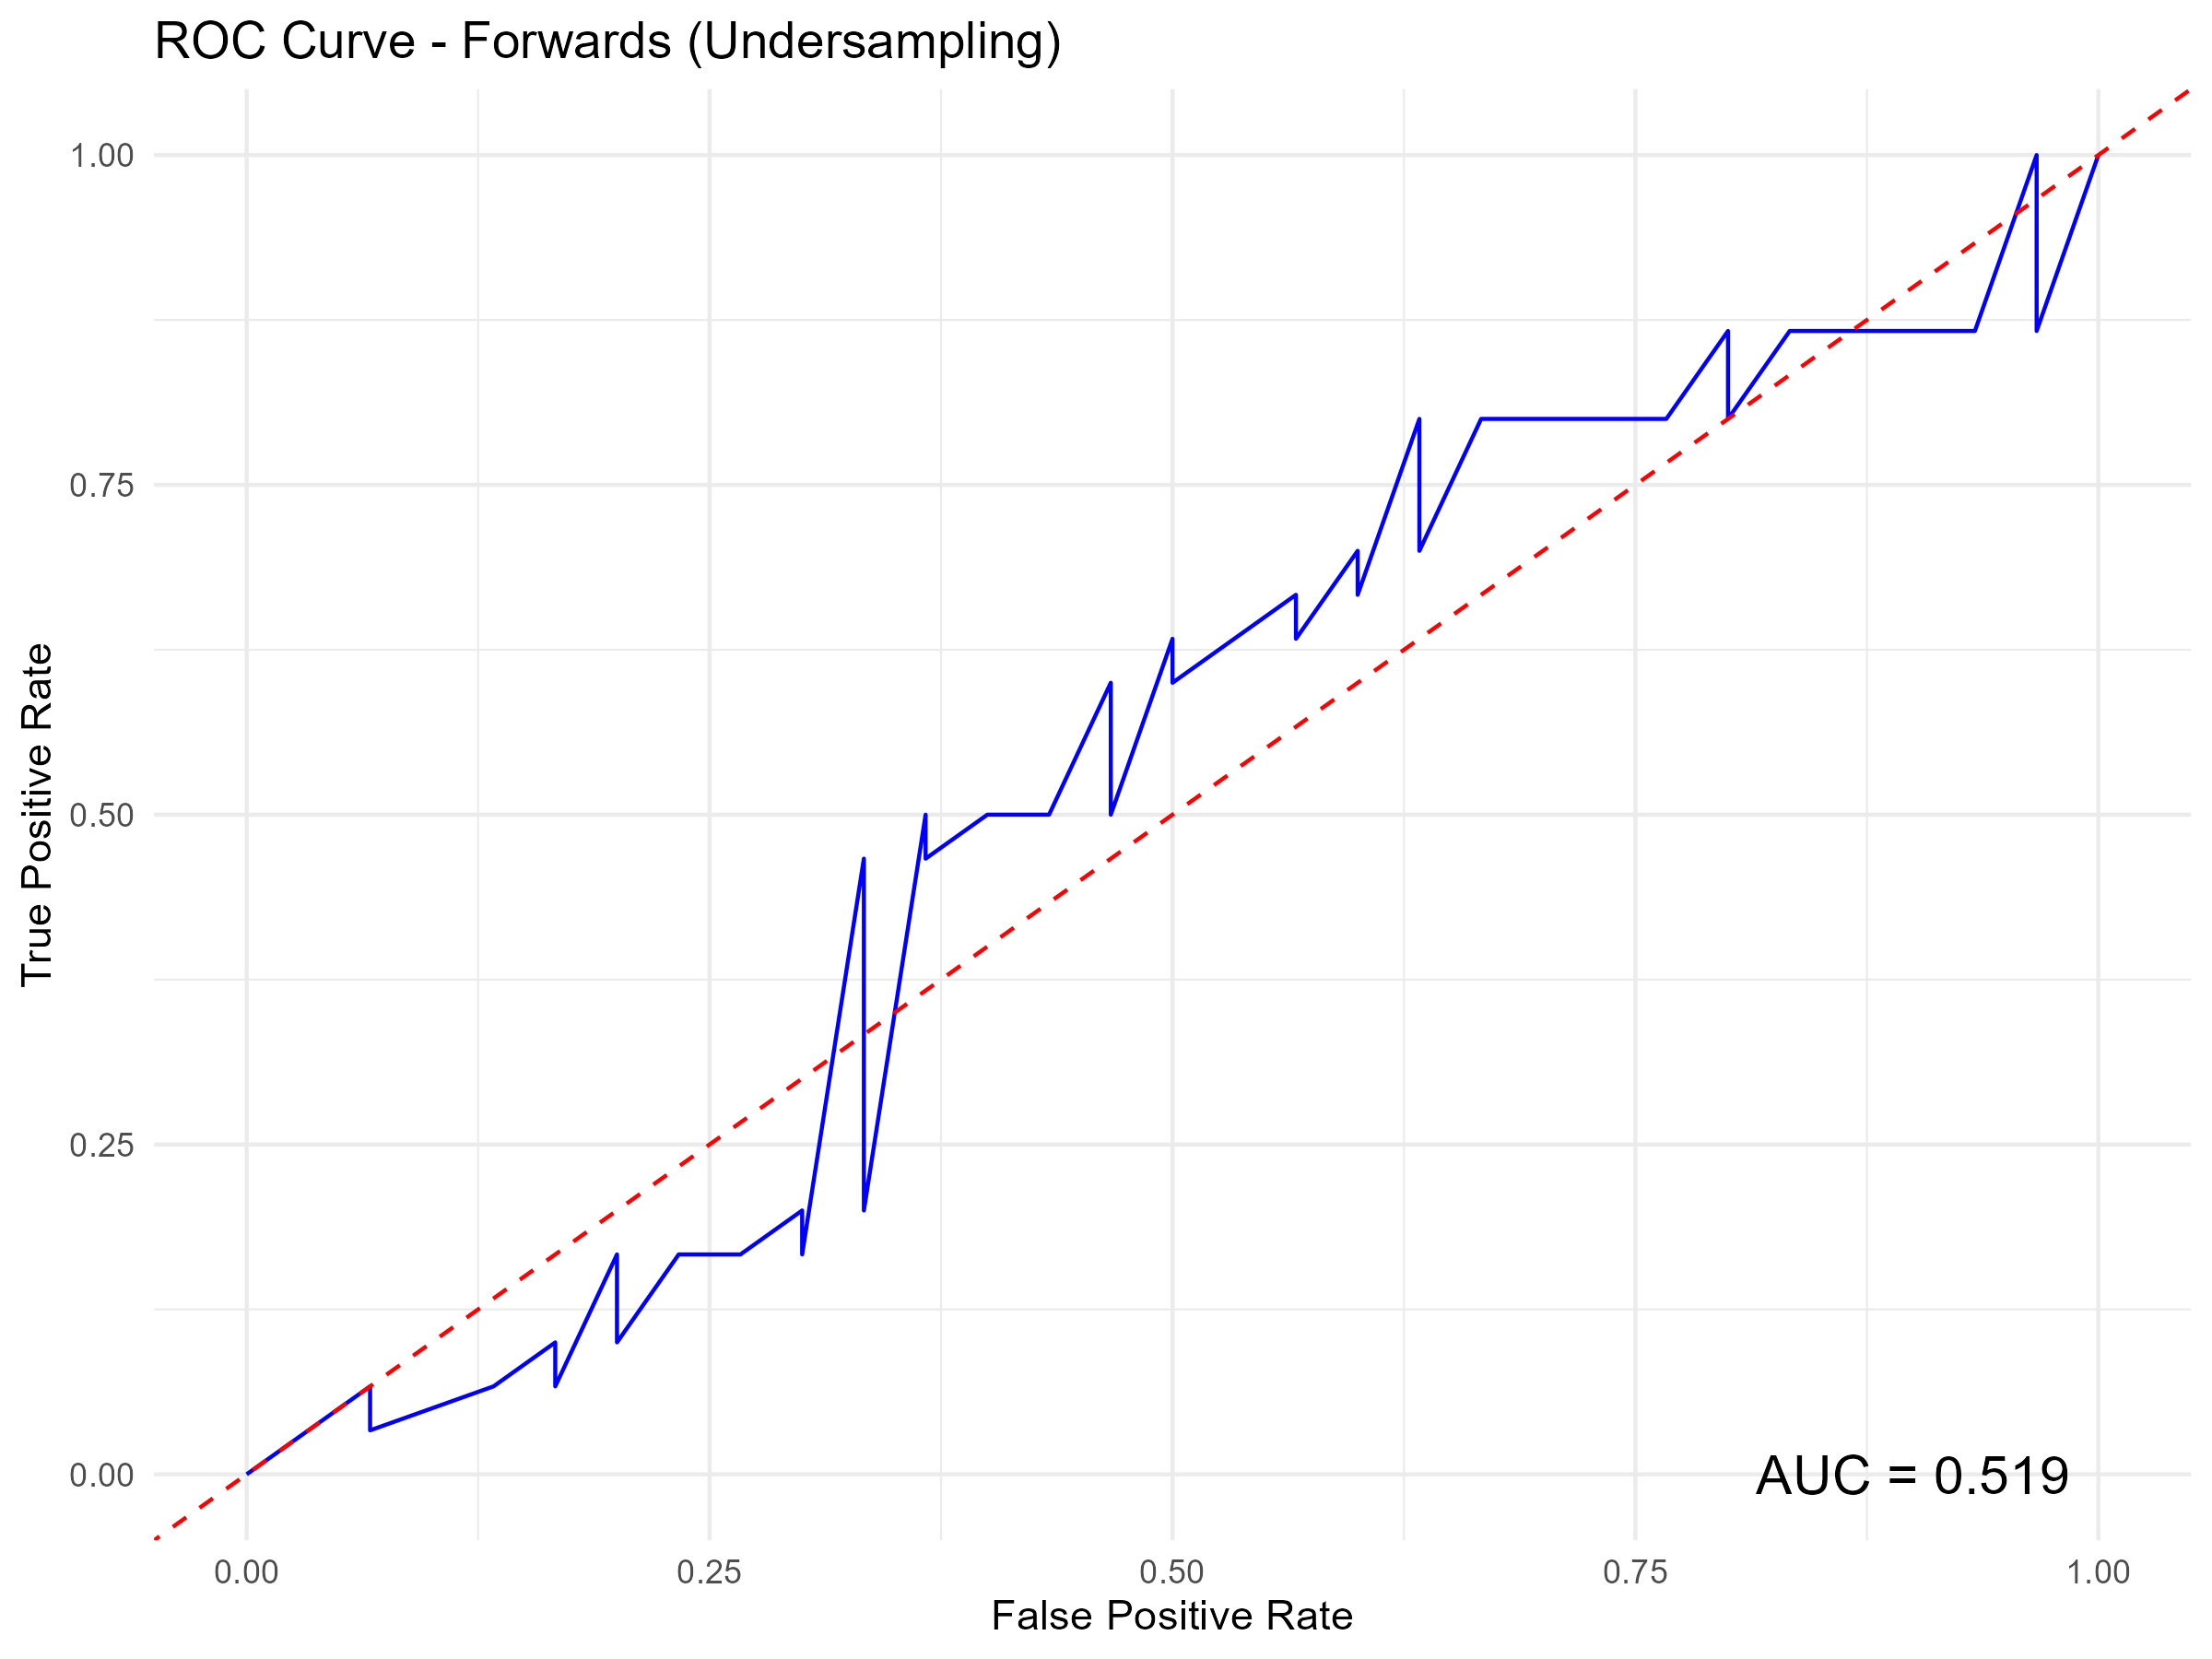 ROC Curve - Forwards (Undersampling)
True Positive Rate
1.00
0.75
0.50
0.25
0.00
AUC = 0.519
0.00 0.25 0.50 0.75 1.00
False Positive Rate